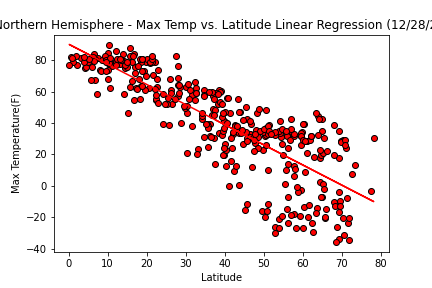 Northern Hemisphere - Max Temp vs. Latitude Linear Regression (12/28/2
Max Temperature(F)
80
60
40
20
0
−20
−40
0 10 20 30 40 50 60 70 80
Latitude